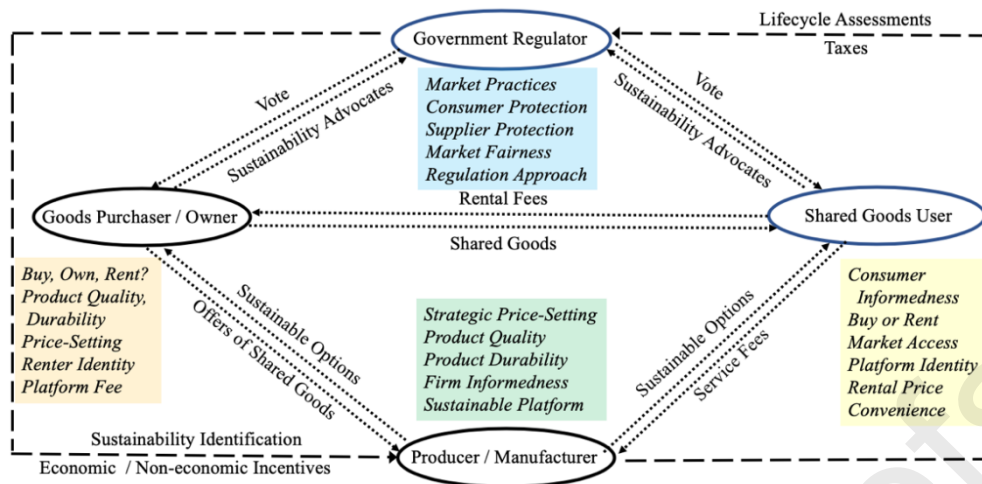 Lifecycle Assessments
Government Regulator
Taxes
Vote
Sustainability Advocates
Market Practices
Consumer Protection
Supplier Protection
Market Fairness
Regulation Approach
Vote
Sustainability Advocates
Rental Fees
Goods Purchaser / Owner
Shared Goods User
Shared Goods
Buy, Own, Rent?
Product Quality,
Durability
Price-Setting
Renter Identity
Platform Fee
Sustainable Options
Offers of Shared Goods
Strategic Price-Setting
Product Quality
Product Durability
Firm Informedness
Sustainable Platform
Sustainable Options
Service Fees
Consumer
Informedness
Buy or Rent
Market Access
Platform Identity
Rental Price
Convenience
Sustainability Identification
Economic / Non-economic Incentives
Producer / Manufacturer